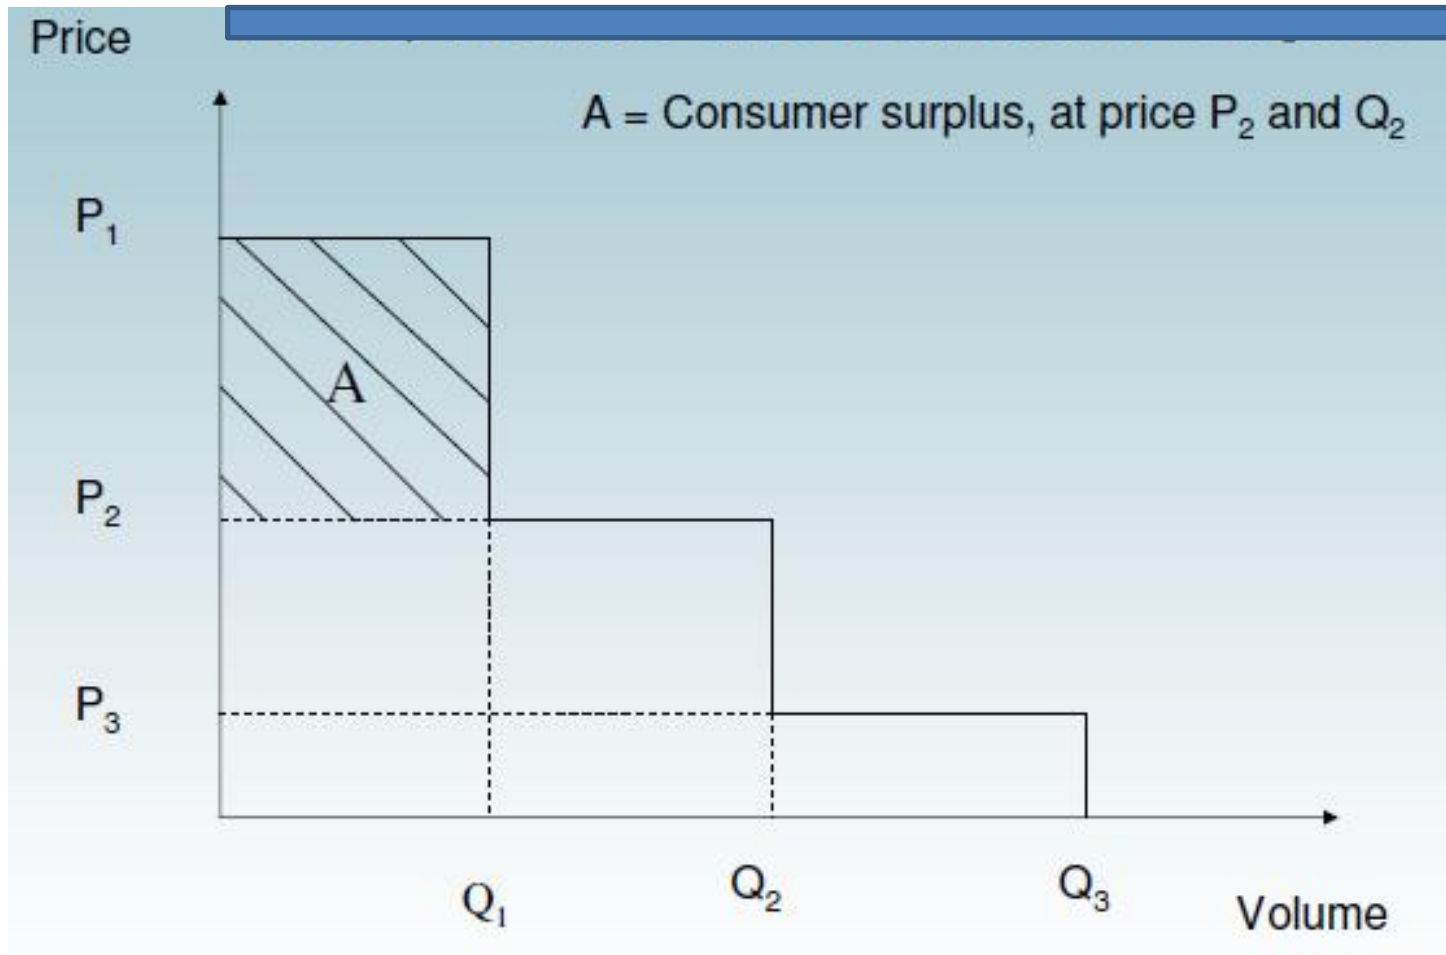 Price
A = Consumer surplus, at price P₂ and Q₂
P₁
A
P₂
P₃
Q₁
Q₂
Q₃
Volume